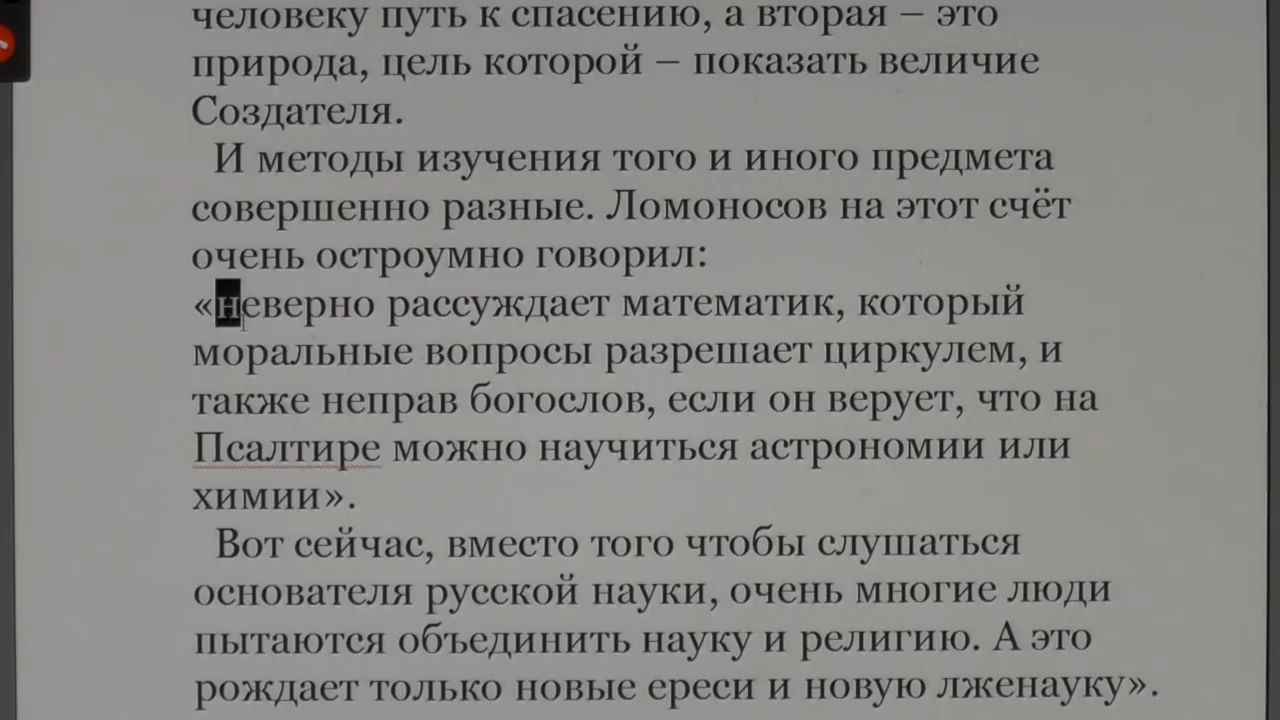 человеку путь к спасению, а вторая – это
природа, цель которой – показать величие
Создателя.
И методы изучения того и иного предмета
совершенно разные. Ломоносов на этот счёт
очень остроумно говорил:
«неверно рассуждает математик, который
моральные вопросы разрешает циркулем, и
также неправ богослов, если он верует, что на
Псалтире можно научиться астрономии или
химии».
Вот сейчас, вместо того чтобы слушаться
основателя русской науки, очень многие люди
пытаются объединить науку и религию. А это
рождает только новые ереси и новую лженауку».